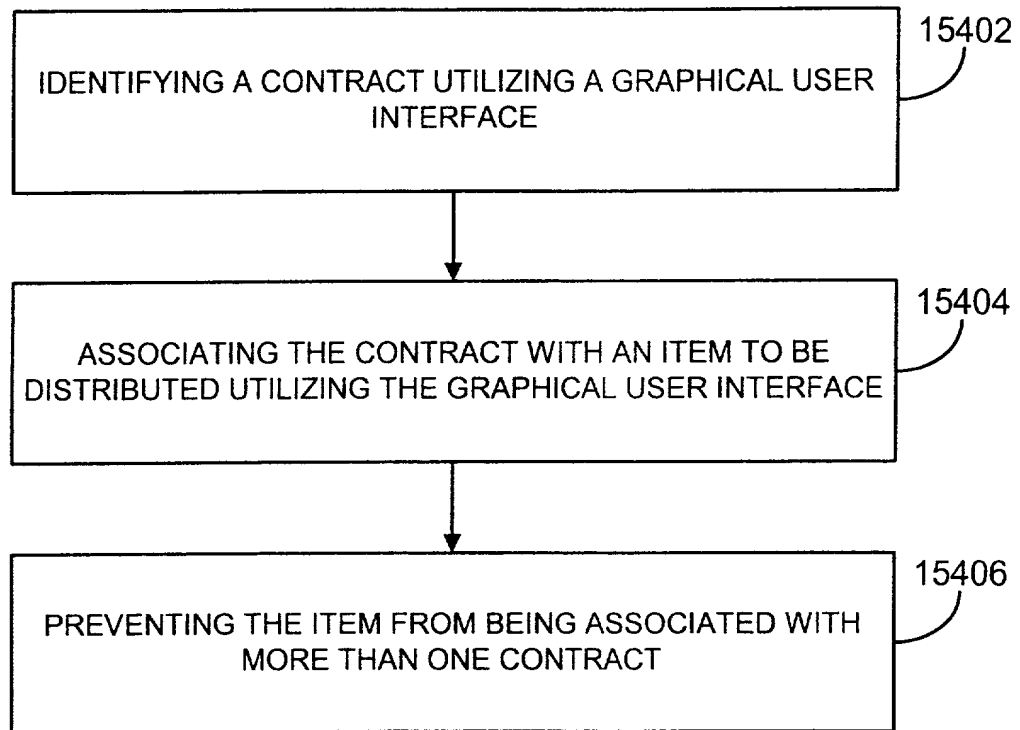 15402
IDENTIFYING A CONTRACT UTILIZING A GRAPHICAL USER
INTERFACE
15404
ASSOCIATING THE CONTRACT WITH AN ITEM TO BE
DISTRIBUTED UTILIZING THE GRAPHICAL USER INTERFACE
15406
PREVENTING THE ITEM FROM BEING ASSOCIATED WITH
MORE THAN ONE CONTRACT